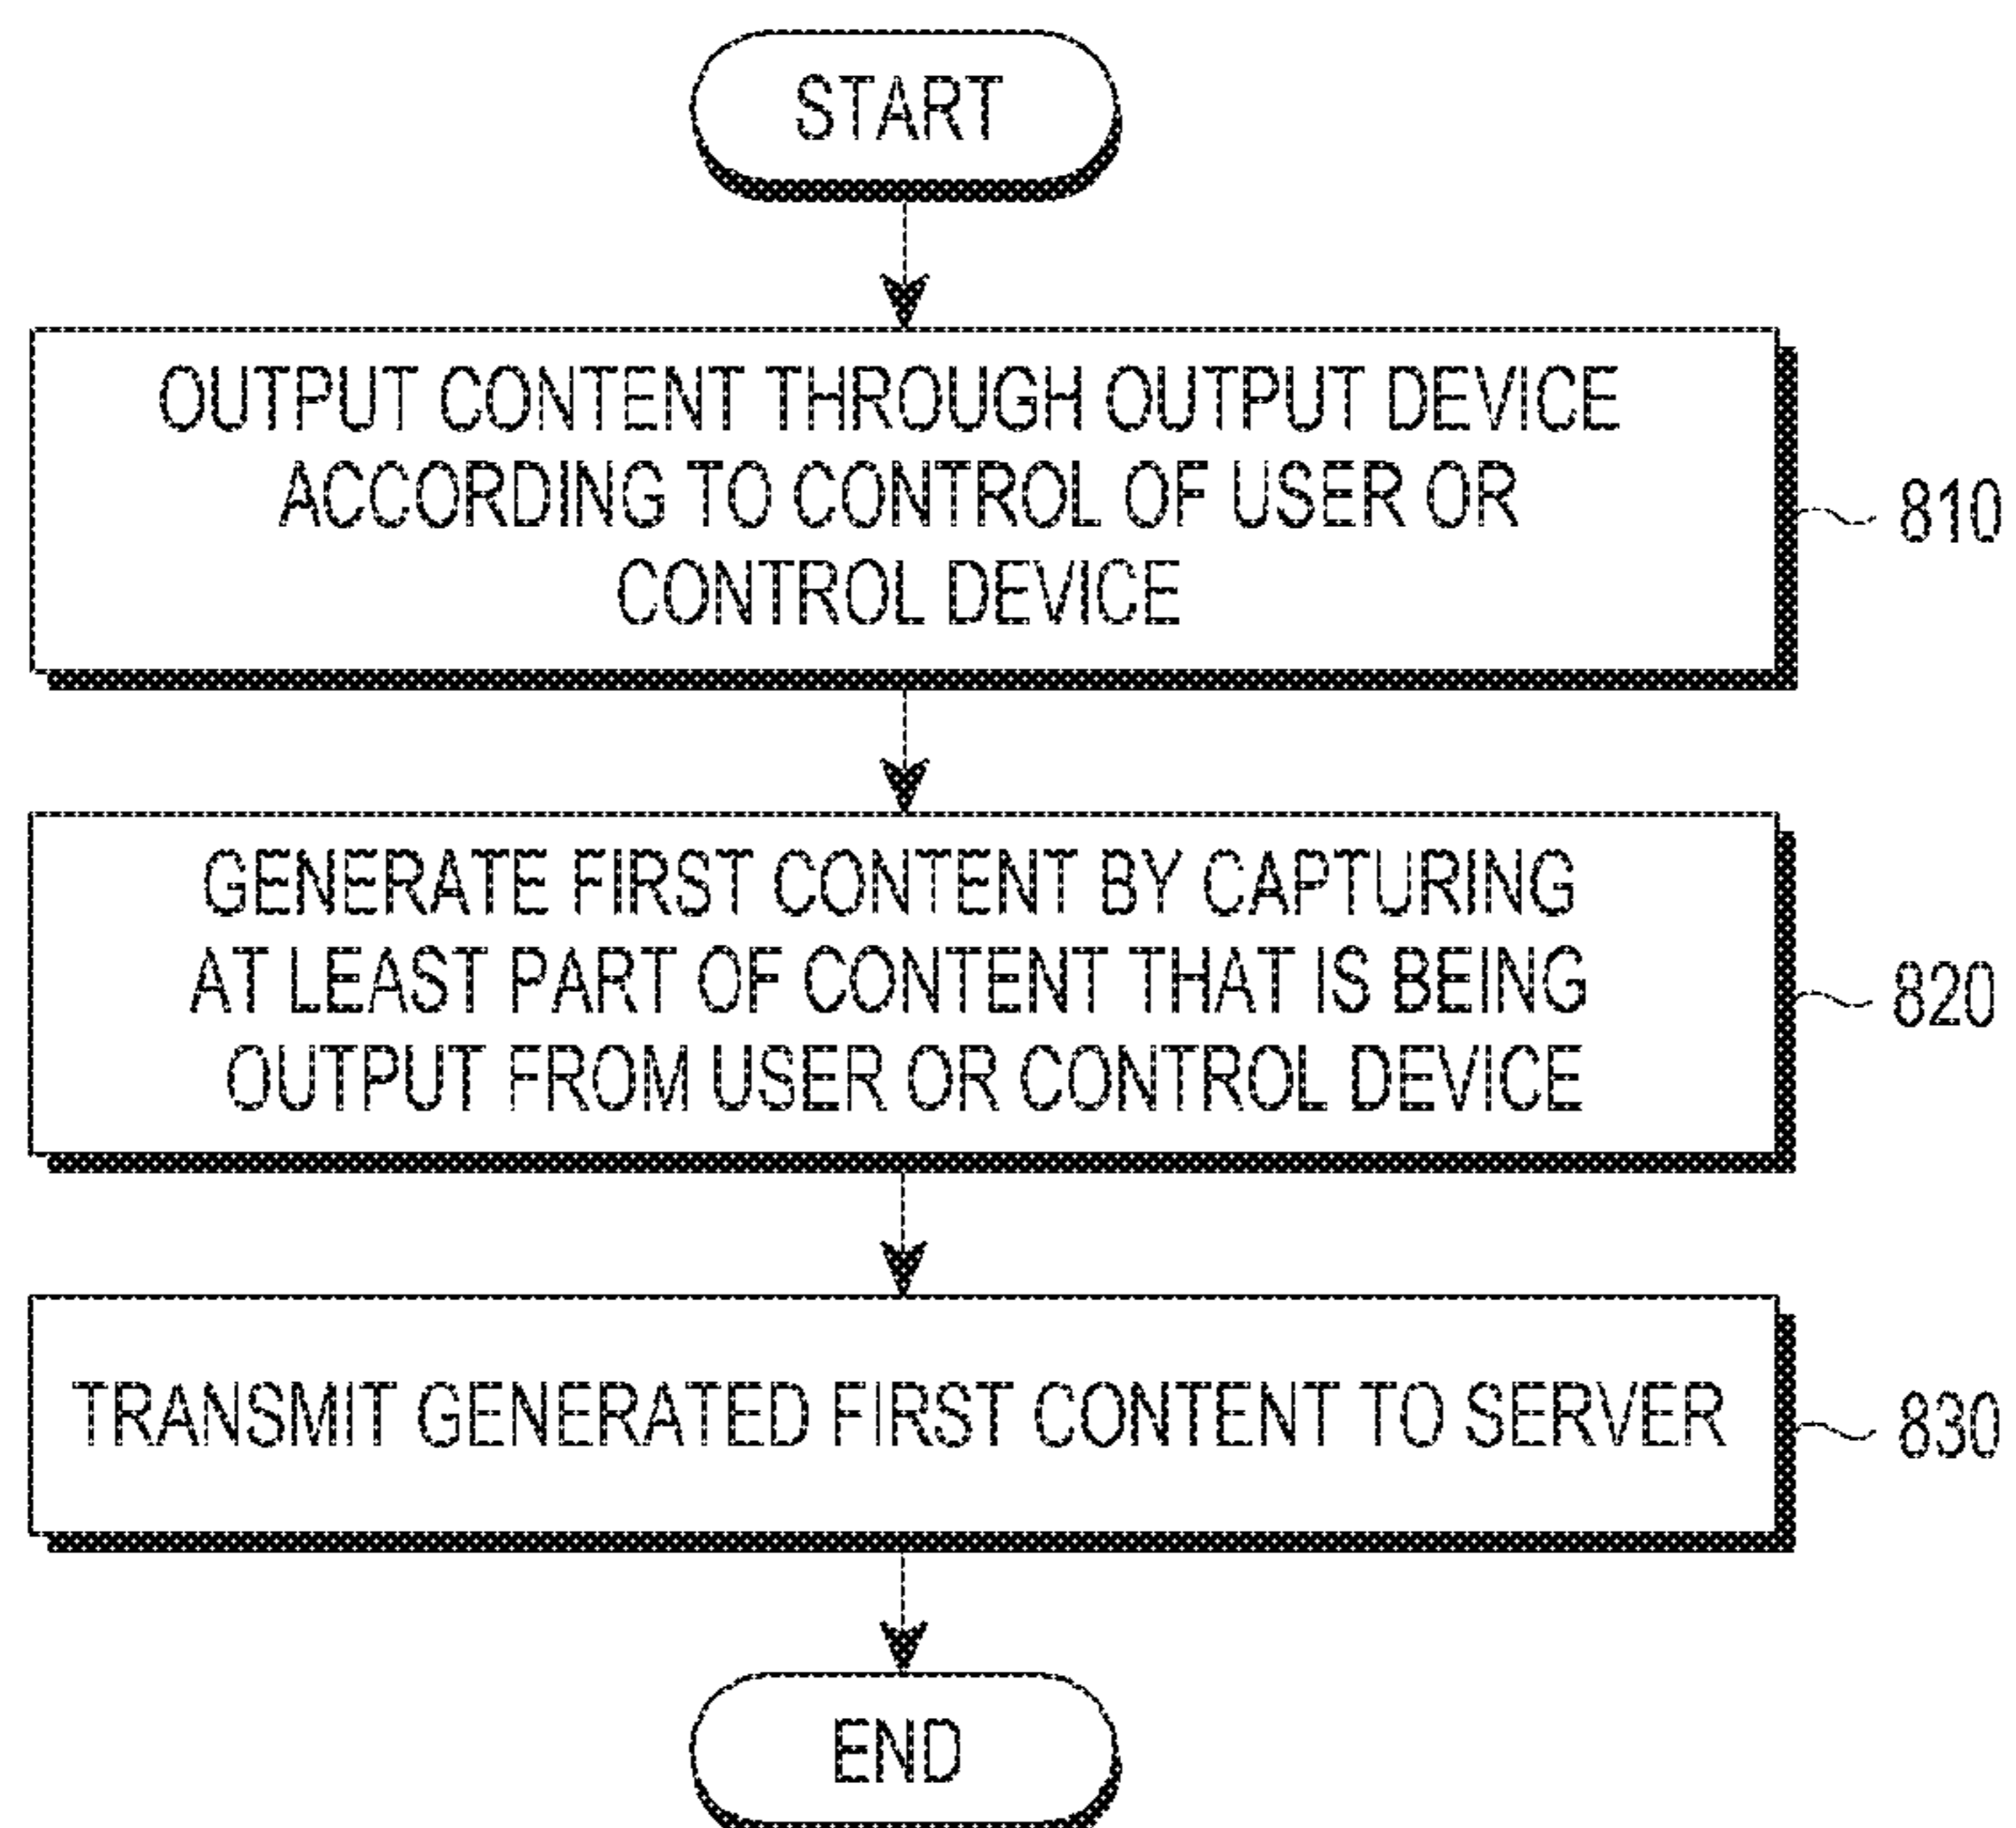 START
OUTPUT CONTENT THROUGH OUTPUT DEVICE
ACCORDING TO CONTROL OF USER OR
CONTROL DEVICE
810
GENERATE FIRST CONTENT BY CAPTURING
AT LEAST PART OF CONTENT THAT IS BEING
OUTPUT FROM USER OR CONTROL DEVICE
820
TRANSMIT GENERATED FIRST CONTENT TO SERVER
830
END